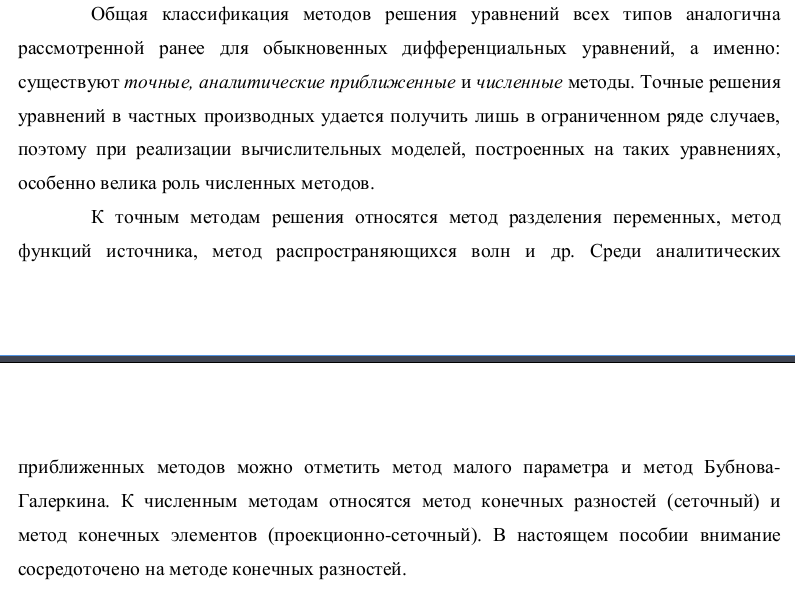 Общая классификация методов решения уравнений всех типов аналогична
рассмотренной ранее для обыкновенных дифференциальных уравнений, а именно:
существуют точные, аналитические приближенные и численные методы. Точные решения
уравнений в частных производных удается получить лишь в ограниченном ряде случаев,
поэтому при реализации вычислительных моделей, построенных на таких уравнениях,
особенно велика роль численных методов.
К точным методам решения относятся метод разделения переменных, метод
функций источника, метод распространяющихся волн и др. Среди аналитических
приближенных методов можно отметить метод малого параметра и метод Бубнова-
Галеркина. К численным методам относятся метод конечных разностей (сеточный) и
метод конечных элементов (проекционно-сеточный). В настоящем пособии внимание
сосредоточено на методе конечных разностей.